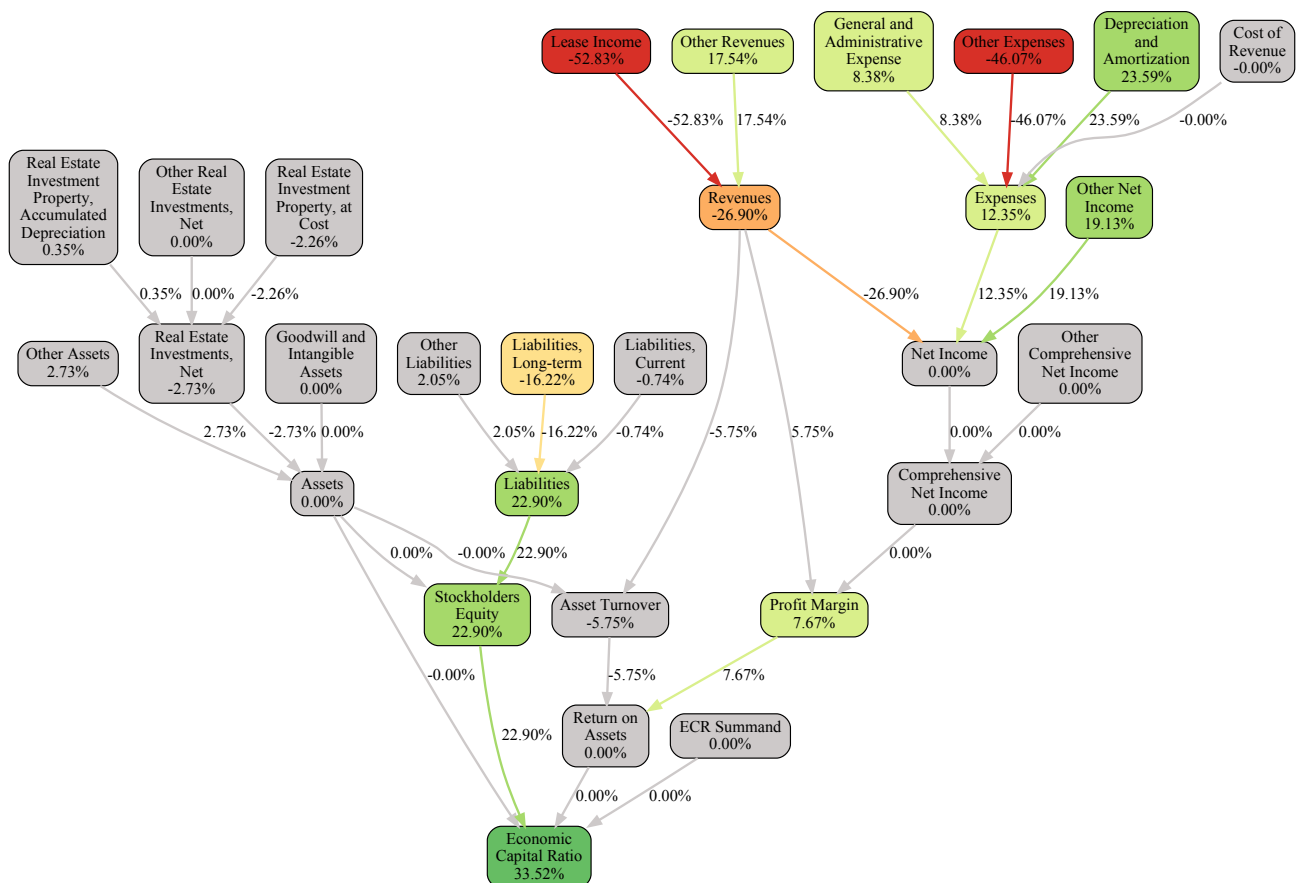 Lease Income
-52.83%
Other Revenues
17.54%
General and
Administrative
Expense
8.38%
Other Expenses
-46.07%
Depreciation
and
Amortization
23.59%
Cost of
Revenue
-0.00%
-52.83%
17.54%
8.38%
-46.07%
23.59%
-0.00%
Real Estate
Investment
Property,
Accumulated
Depreciation
0.35%
Other Real
Estate
Investments,
Net
0.00%
Real Estate
Investment
Property, at
Cost
-2.26%
Revenues
-26.90%
Expenses
12.35%
Other Net
Income
19.13%
0.35%
0.00%
-2.26%
-26.90%
12.35%
19.13%
Other Assets
2.73%
Real Estate
Investments,
Net
-2.73%
Goodwill and
Intangible
Assets
0.00%
Other
Liabilities
2.05%
Liabilities,
Long-term
-16.22%
Liabilities,
Current
-0.74%
Net Income
0.00%
Other
Comprehensive
Net Income
0.00%
2.73%
-2.73%
0.00%
2.05%
-16.22%
-0.74%
-5.75%
5.75%
0.00%
0.00%
Assets
0.00%
Liabilities
22.90%
Comprehensive
Net Income
0.00%
0.00%
-0.00%
22.90%
0.00%
Stockholders
Equity
22.90%
Asset Turnover
-5.75%
Profit Margin
7.67%
-0.00%
-5.75%
7.67%
Return on
Assets
0.00%
ECR Summand
0.00%
22.90%
0.00%
0.00%
Economic
Capital Ratio
33.52%